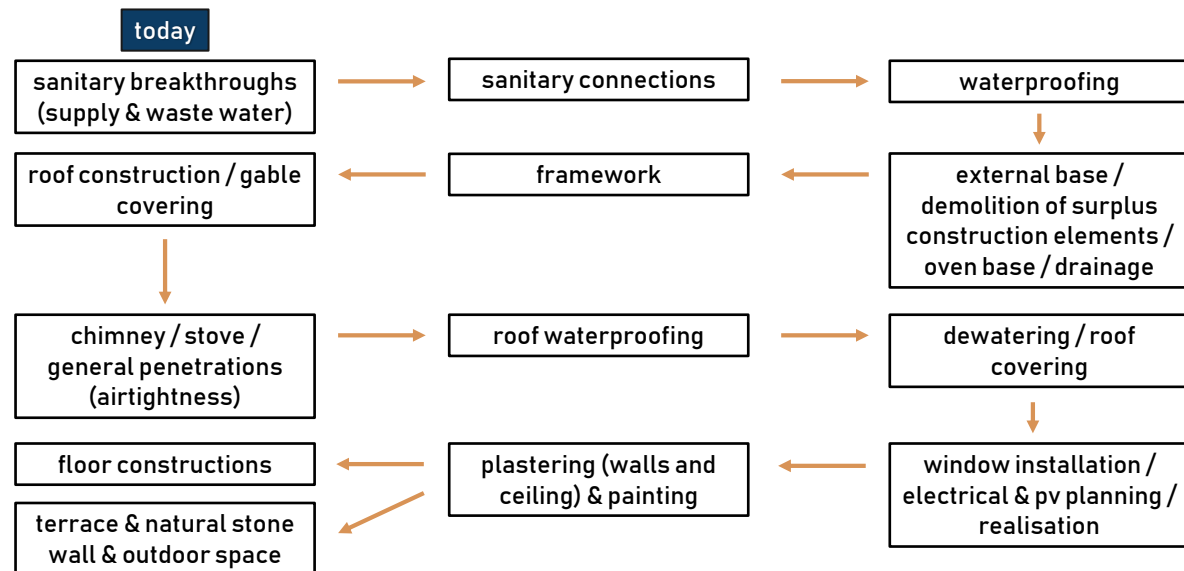 today
sanitary breakthroughs
(supply & waste water)
sanitary connections
waterproofing
external base /
demolition of surplus
construction elements /
oven base / drainage
framework
roof construction / gable
covering
chimney / stove /
general penetrations
(airtightness)
roof waterproofing
dewatering / roof
covering
window installation /
electrical & pv planning /
realisation
plastering (walls and
ceiling) & painting
floor constructions
terrace & natural stone
wall & outdoor space